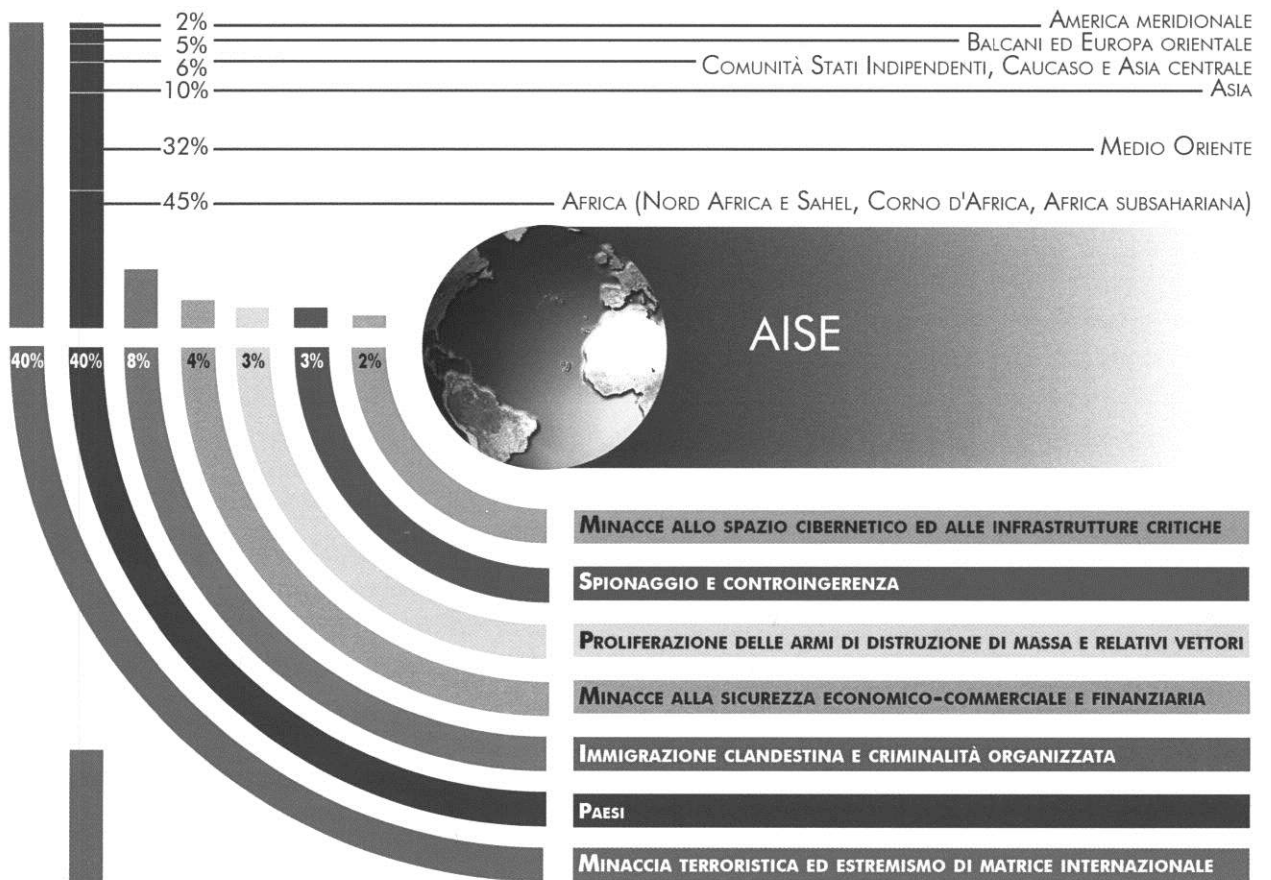 2% AMERICA MERIDIONALE
5% BALCANI ED EUROPA ORIENTALE
6% COMUNITÀ STATI INDIPENDENTI, CAUCASO E ASIA CENTRALE
10% ASIA
32% MEDIO ORIENTE
45% AFRICA (NORD AFRICA E SAHEL, CORNO D'AFRICA, AFRICA SUBSAHARIANA)
AISE
40% 40% 8% 4% 3% 3% 2%
MINACCE ALLO SPAZIO CIBERNETICO ED ALLE INFRASTRUTTURE CRITICHE
SPIONAGGIO E CONTROINGERENZA
PROLIFERAZIONE DELLE ARMI DI DISTRUZIONE DI MASSA E RELATIVI VETTORI
MINACCE ALLA SICUREZZA ECONOMICO-COMMERCIALE E FINANZIARIA
IMMIGRAZIONE CLANDESTINA E CRIMINALITÀ ORGANIZZATA
PAESI
MINACCIA TERRORISTICA ED ESTREMISMO DI MATRICE INTERNAZIONALE